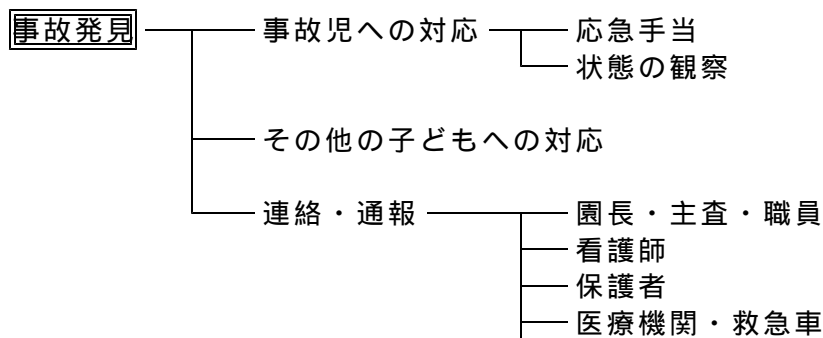 事故発見
事故児への対応
応急手当
状態の観察
その他の子どもへの対応
連絡・通報
園長・主査・職員
看護師
保護者
医療機関・救急車